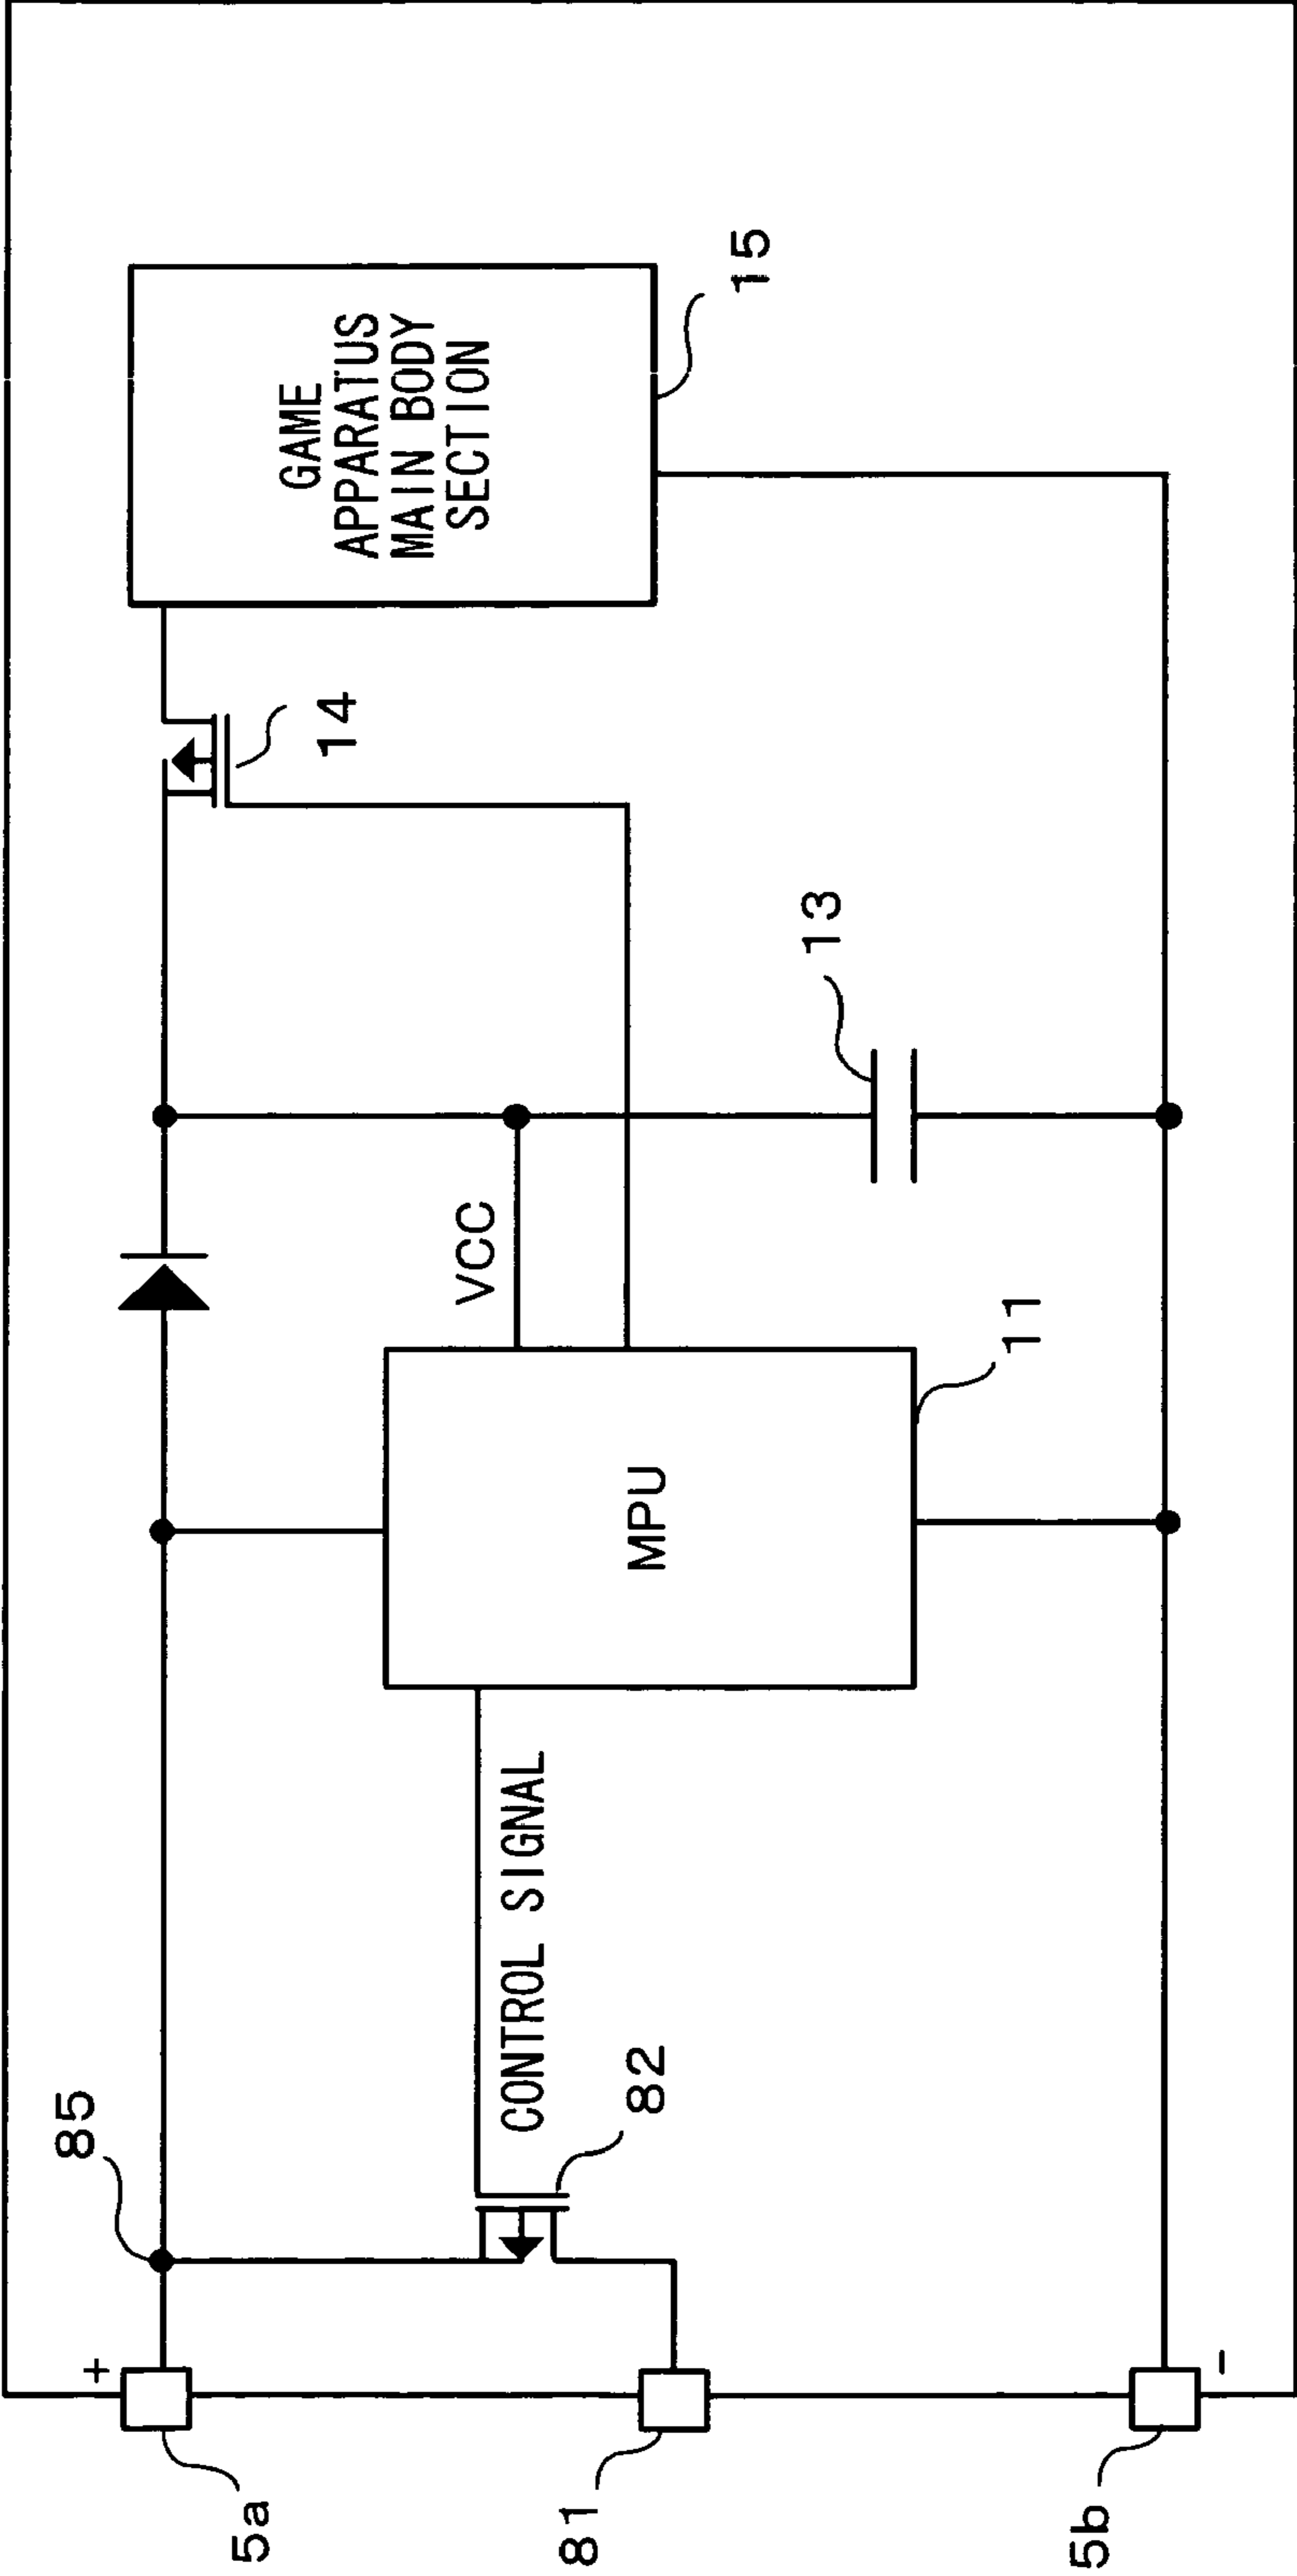 85
+
5a
81
5b
-
82
CONTROL SIGNAL
MPU
11
VCC
13
14
GAME
APPARATUS
MAIN BODY
SECTION
15